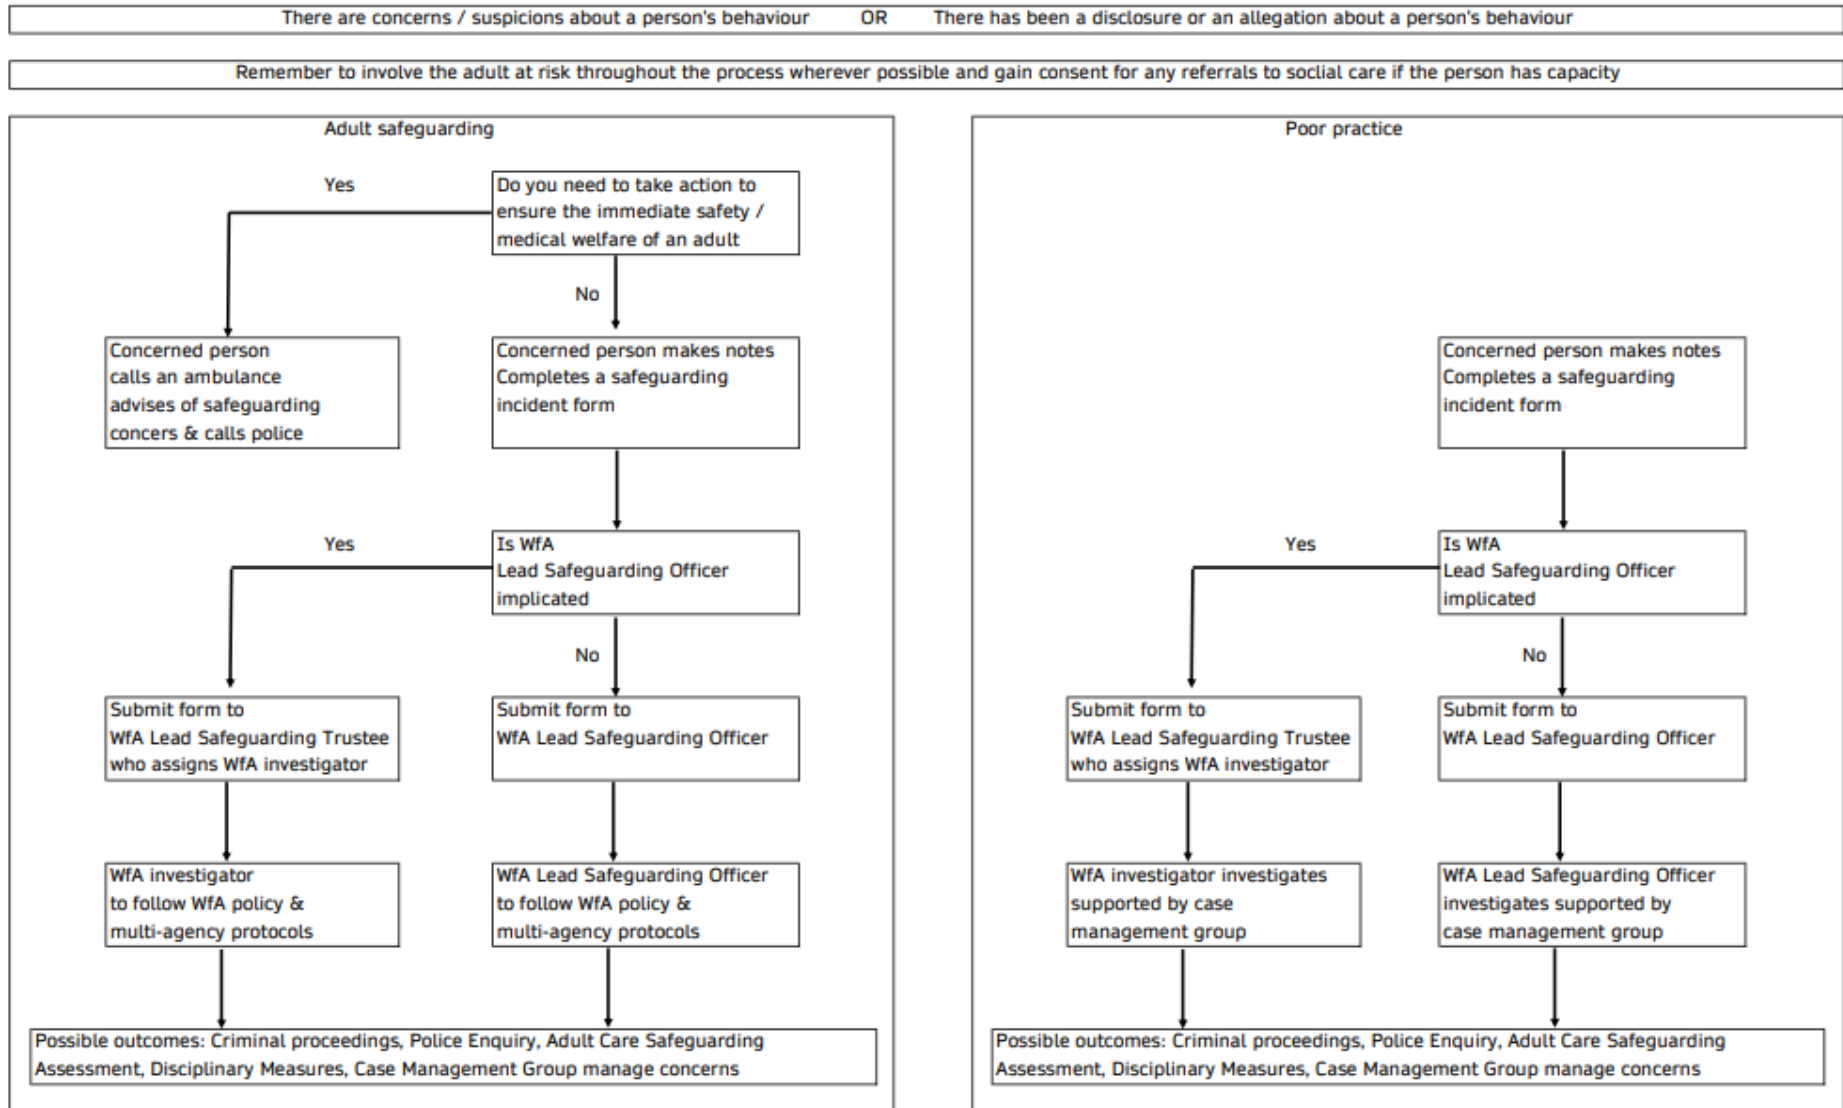 There are concerns / suspicions about a person's behaviour OR There has been a disclosure or an allegation about a person's behaviour
Remember to involve the adult at risk throughout the process wherever possible and gain consent for any referrals to soclial care if the person has capacity
Adult safeguarding
Yes
Do you need to take action to
ensure the immediate safety /
medical welfare of an adult
No
Concerned person
calls an ambulance
advises of safeguarding
concers & calls police
Concerned person makes notes
Completes a safeguarding
incident form
Yes
Is WfA
Lead Safeguarding Officer
implicated
No
Submit form to
WfA Lead Safeguarding Trustee
who assigns WfA investigator
Submit form to
WfA Lead Safeguarding Officer
WfA investigator
to follow WfA policy &
multi-agency protocols
WfA Lead Safeguarding Officer
to follow WfA policy &
multi-agency protocols
Possible outcomes: Criminal proceedings, Police Enquiry, Adult Care Safeguarding
Assessment, Disciplinary Measures, Case Management Group manage concerns
Poor practice
Concerned person makes notes
Completes a safeguarding
incident form
Yes
Is WfA
Lead Safeguarding Officer
implicated
No
Submit form to
WfA Lead Safeguarding Trustee
who assigns WfA investigator
Submit form to
WfA Lead Safeguarding Officer
WfA investigator investigates
supported by case
management group
WfA Lead Safeguarding Officer
investigates supported by
case management group
Possible outcomes: Criminal proceedings, Police Enquiry, Adult Care Safeguarding
Assessment, Disciplinary Measures, Case Management Group manage concerns